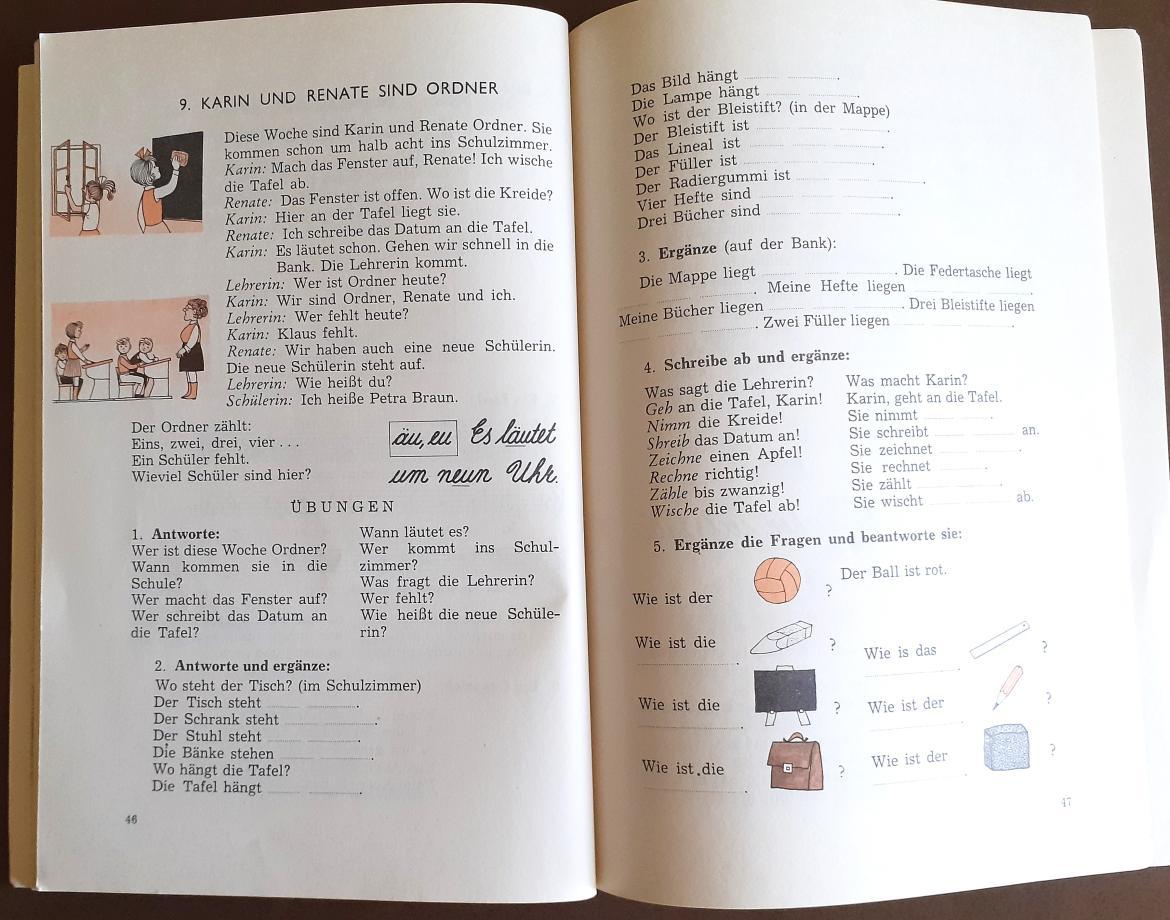 9. KARIN UND RENATE SIND ORDNER
Diese Woche sind Karin und Renate Ordner. Sie
kommen schon um halb acht ins Schulzimmer.
Karin: Mach das Fenster auf, Renate! Ich wische
die Tafel ab.
Renate: Das Fenster ist offen. Wo ist die Kreide?
Karin: Hier an der Tafel liegt sie.
Renate: Ich schreibe das Datum an die Tafel.
Karin: Es läutet schon. Gehen wir schnell in die
Bank. Die Lehrerin kommt.
Lehrerin: Wer ist Ordner heute?
Karin: Wir sind Ordner, Renate und ich.
Lehrerin: Wer fehlt heute?
Karin: Klaus fehlt.
Renate: Wir haben auch eine neue Schülerin.
Die neue Schülerin steht auf.
Lehrerin: Wie heißt du?
Schülerin: Ich heiße Petra Braun.
Der Ordner zählt:
Eins, zwei, drei, vier . . .
Ein Schüler fehlt.
Wieviel Schüler sind hier?
äu, eu Es läutet
um neun Uhr.
ÜBUNGEN
1. Antworte:
Wer ist diese Woche Ordner?
Wann kommen sie in die
Schule?
Wer macht das Fenster auf?
Wer schreibt das Datum an
die Tafel?
Wann läutet es?
Wer kommt ins Schul-
zimmer?
Was fragt die Lehrerin?
Wer fehlt?
Wie heißt die neue Schüle-
rin?
2. Antworte und ergänze:
Wo steht der Tisch? (im Schulzimmer)
Der Tisch steht ........ ........ .
Der Schrank steht ........ ........ .
Der Stuhl steht ........ ........ .
Die Bänke stehen ........ ........ .
Wo hängt die Tafel?
Die Tafel hängt ........ ........ .
46
Das Bild hängt ........ ........ .
Die Lampe hängt ........ ........ .
Wo ist der Bleistift? (in der Mappe)
Der Bleistift ist ........ ........ .
Das Lineal ist ........ ........ .
Der Füller ist ........ ........ .
Der Radiergummi ist ........ ........ .
Vier Hefte sind ........ ........ .
Drei Bücher sind ........ ........ .
3. Ergänze (auf der Bank):
Die Mappe liegt ........ ........ . Die Federtasche liegt
........ ........ . Meine Hefte liegen ........ ........ .
Meine Bücher liegen ........ ........ . Drei Bleistifte liegen
........ ........ . Zwei Füller liegen ........ ........ .
4. Schreibe ab und ergänze:
Was sagt die Lehrerin?
Geh an die Tafel, Karin!
Nimm die Kreide!
Shreib das Datum an!
Zeichne einen Apfel!
Rechne richtig!
Zähle bis zwanzig!
Wische die Tafel ab!
Was macht Karin?
Karin, geht an die Tafel.
Sie nimmt ........ ........ .
Sie schreibt ........ ........ an.
Sie zeichnet ........ ........ .
Sie rechnet ........ .
Sie zählt ........ ........ .
Sie wischt ........ ........ ab.
5. Ergänze die Fragen und beantworte sie:
Wie ist der ? Der Ball ist rot.
Wie ist die ?
Wie is das ?
Wie ist die ?
Wie ist der ?
Wie ist die ?
Wie ist der ?
47